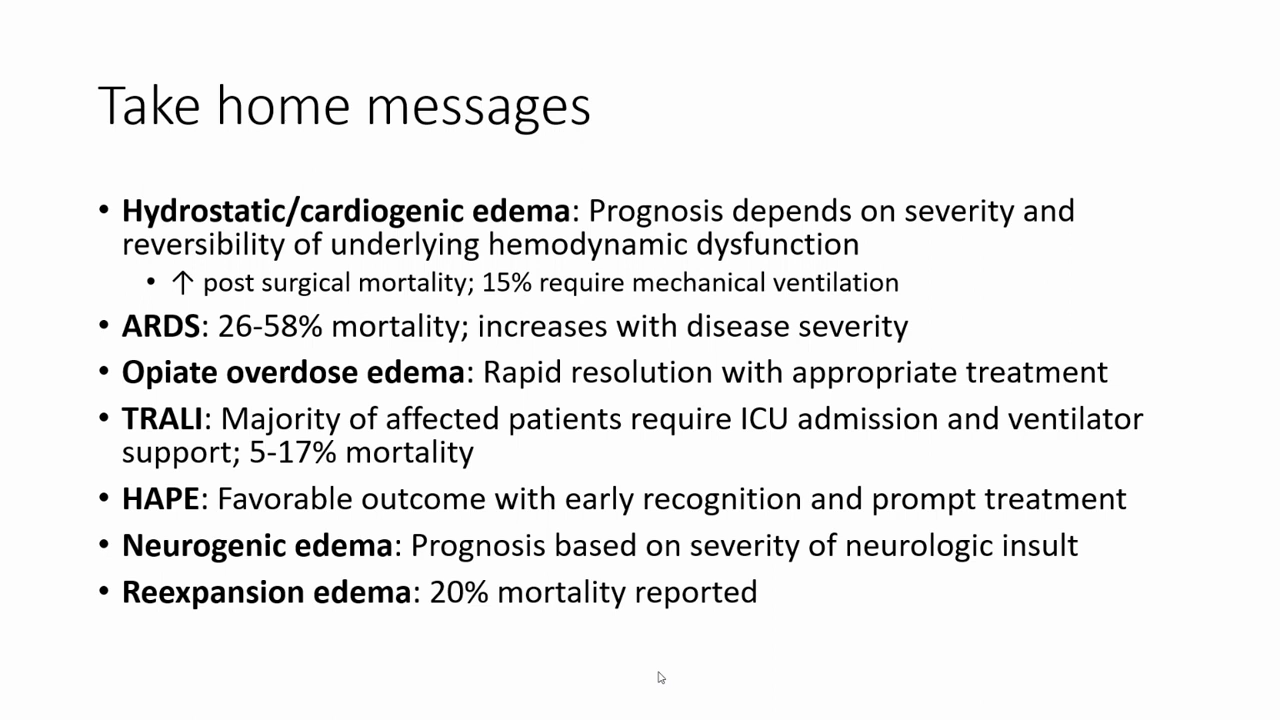 Take home messages
• Hydrostatic/cardiogenic edema: Prognosis depends on severity and
reversibility of underlying hemodynamic dysfunction
• ↑ post surgical mortality; 15% require mechanical ventilation
• ARDS: 26-58% mortality; increases with disease severity
• Opiate overdose edema: Rapid resolution with appropriate treatment
• TRALI: Majority of affected patients require ICU admission and ventilator
support; 5-17% mortality
• HAPE: Favorable outcome with early recognition and prompt treatment
• Neurogenic edema: Prognosis based on severity of neurologic insult
• Reexpansion edema: 20% mortality reported